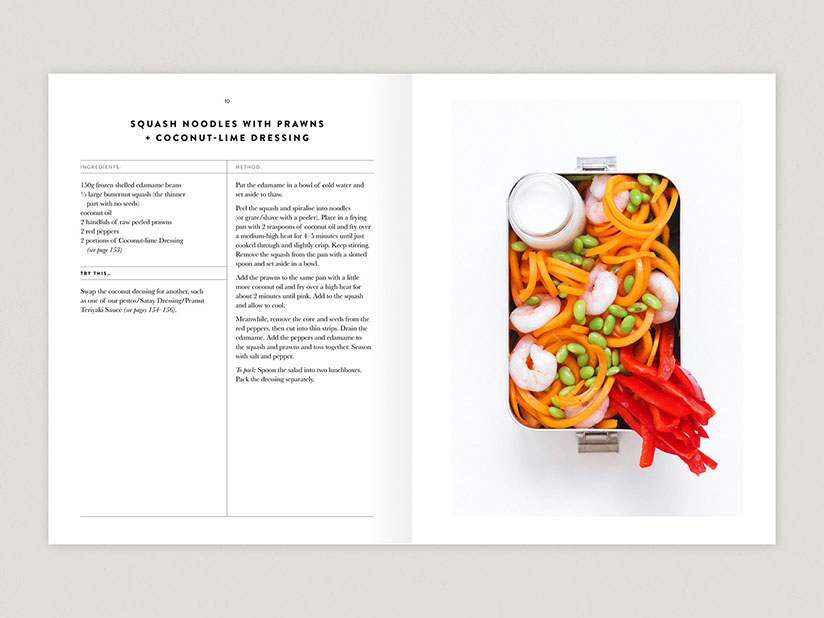 10
SQUASH NOODLES WITH PRAWNS
+ COCONUT-LIME DRESSING
INGREDIENTS:
150g frozen shelled edamame beans
½ large butternut squash (the thinner
part with no seeds)
coconut oil
2 handfuls of raw peeled prawns
2 red peppers
2 portions of Coconut-lime Dressing
(see page 153)
TRY THIS...
Swap the coconut dressing for another, such
as one of our pestos/Satay Dressing/Peanut
Teriyaki Sauce (see pages 154–156).
METHOD:
Put the edamame in a bowl of cold water and
set aside to thaw.
Peel the squash and spiralise into noodles
(or grate/shave with a peeler). Place in a frying
pan with 2 teaspoons of coconut oil and fry over
a medium-high heat for 4–5 minutes until just
cooked through and slightly crisp. Keep stirring.
Remove the squash from the pan with a slotted
spoon and set aside in a bowl.
Add the prawns to the same pan with a little
more coconut oil and fry over a high heat for
about 2 minutes until pink. Add to the squash
and allow to cool.
Meanwhile, remove the core and seeds from the
red peppers, then cut into thin strips. Drain the
edamame. Add the peppers and edamame to
the squash and prawns and toss together. Season
with salt and pepper.
To pack: Spoon the salad into two lunchboxes.
Pack the dressing separately.